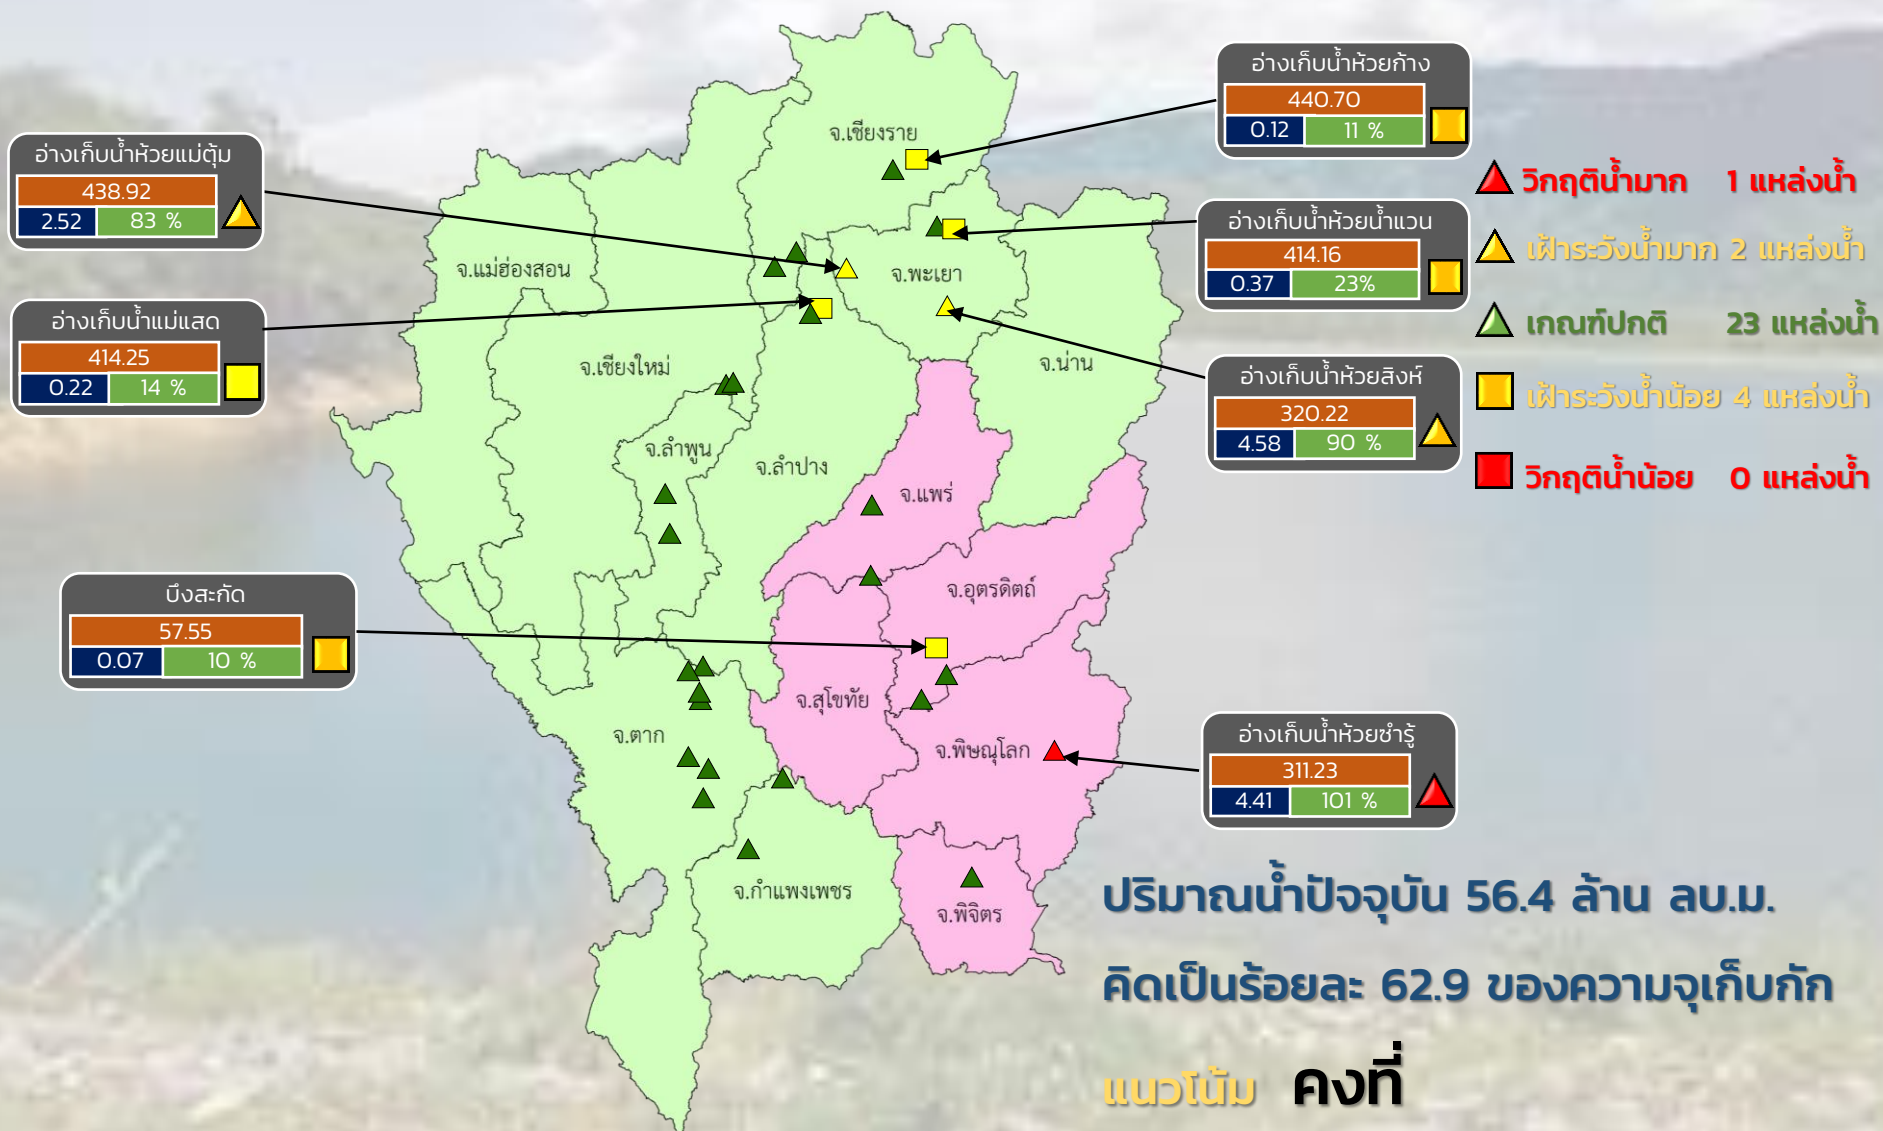 อ่างเก็บน้ำห้วยก้าง
440.70
0.12 11 %
อ่างเก็บน้ำห้วยแม่ตุ้ม
438.92
2.52 83 %
จ.เชียงราย
วิกฤติน้ำมาก 1 แหล่งน้ำ
อ่างเก็บน้ำห้วยน้ำแวน
414.16
0.37 23%
เฝ้าระวังน้ำมาก 2 แหล่งน้ำ
จ.แม่ฮ่องสอน
จ.พะเยา
อ่างเก็บน้ำแม่แสด
414.25
0.22 14 %
เกณฑ์ปกติ 23 แหล่งน้ำ
จ.เชียงใหม่
จ.น่าน
อ่างเก็บน้ำห้วยสิงห์
320.22
4.58 90 %
เฝ้าระวังน้ำน้อย 4 แหล่งน้ำ
จ.ลำพูน
จ.ลำปาง
วิกฤติน้ำน้อย 0 แหล่งน้ำ
จ.แพร่
บึงสะกัด
57.55
0.07 10 %
จ.อุตรดิตถ์
จ.สุโขทัย
จ.ตาก
จ.พิษณุโลก
อ่างเก็บน้ำห้วยซำรู้
311.23
4.41 101 %
จ.กำแพงเพชร
จ.พิจิตร
ปริมาณน้ำปัจจุบัน 56.4 ล้าน ลบ.ม.
คิดเป็นร้อยละ 62.9 ของความจุเก็บกัก
แนวโน้ม คงที่